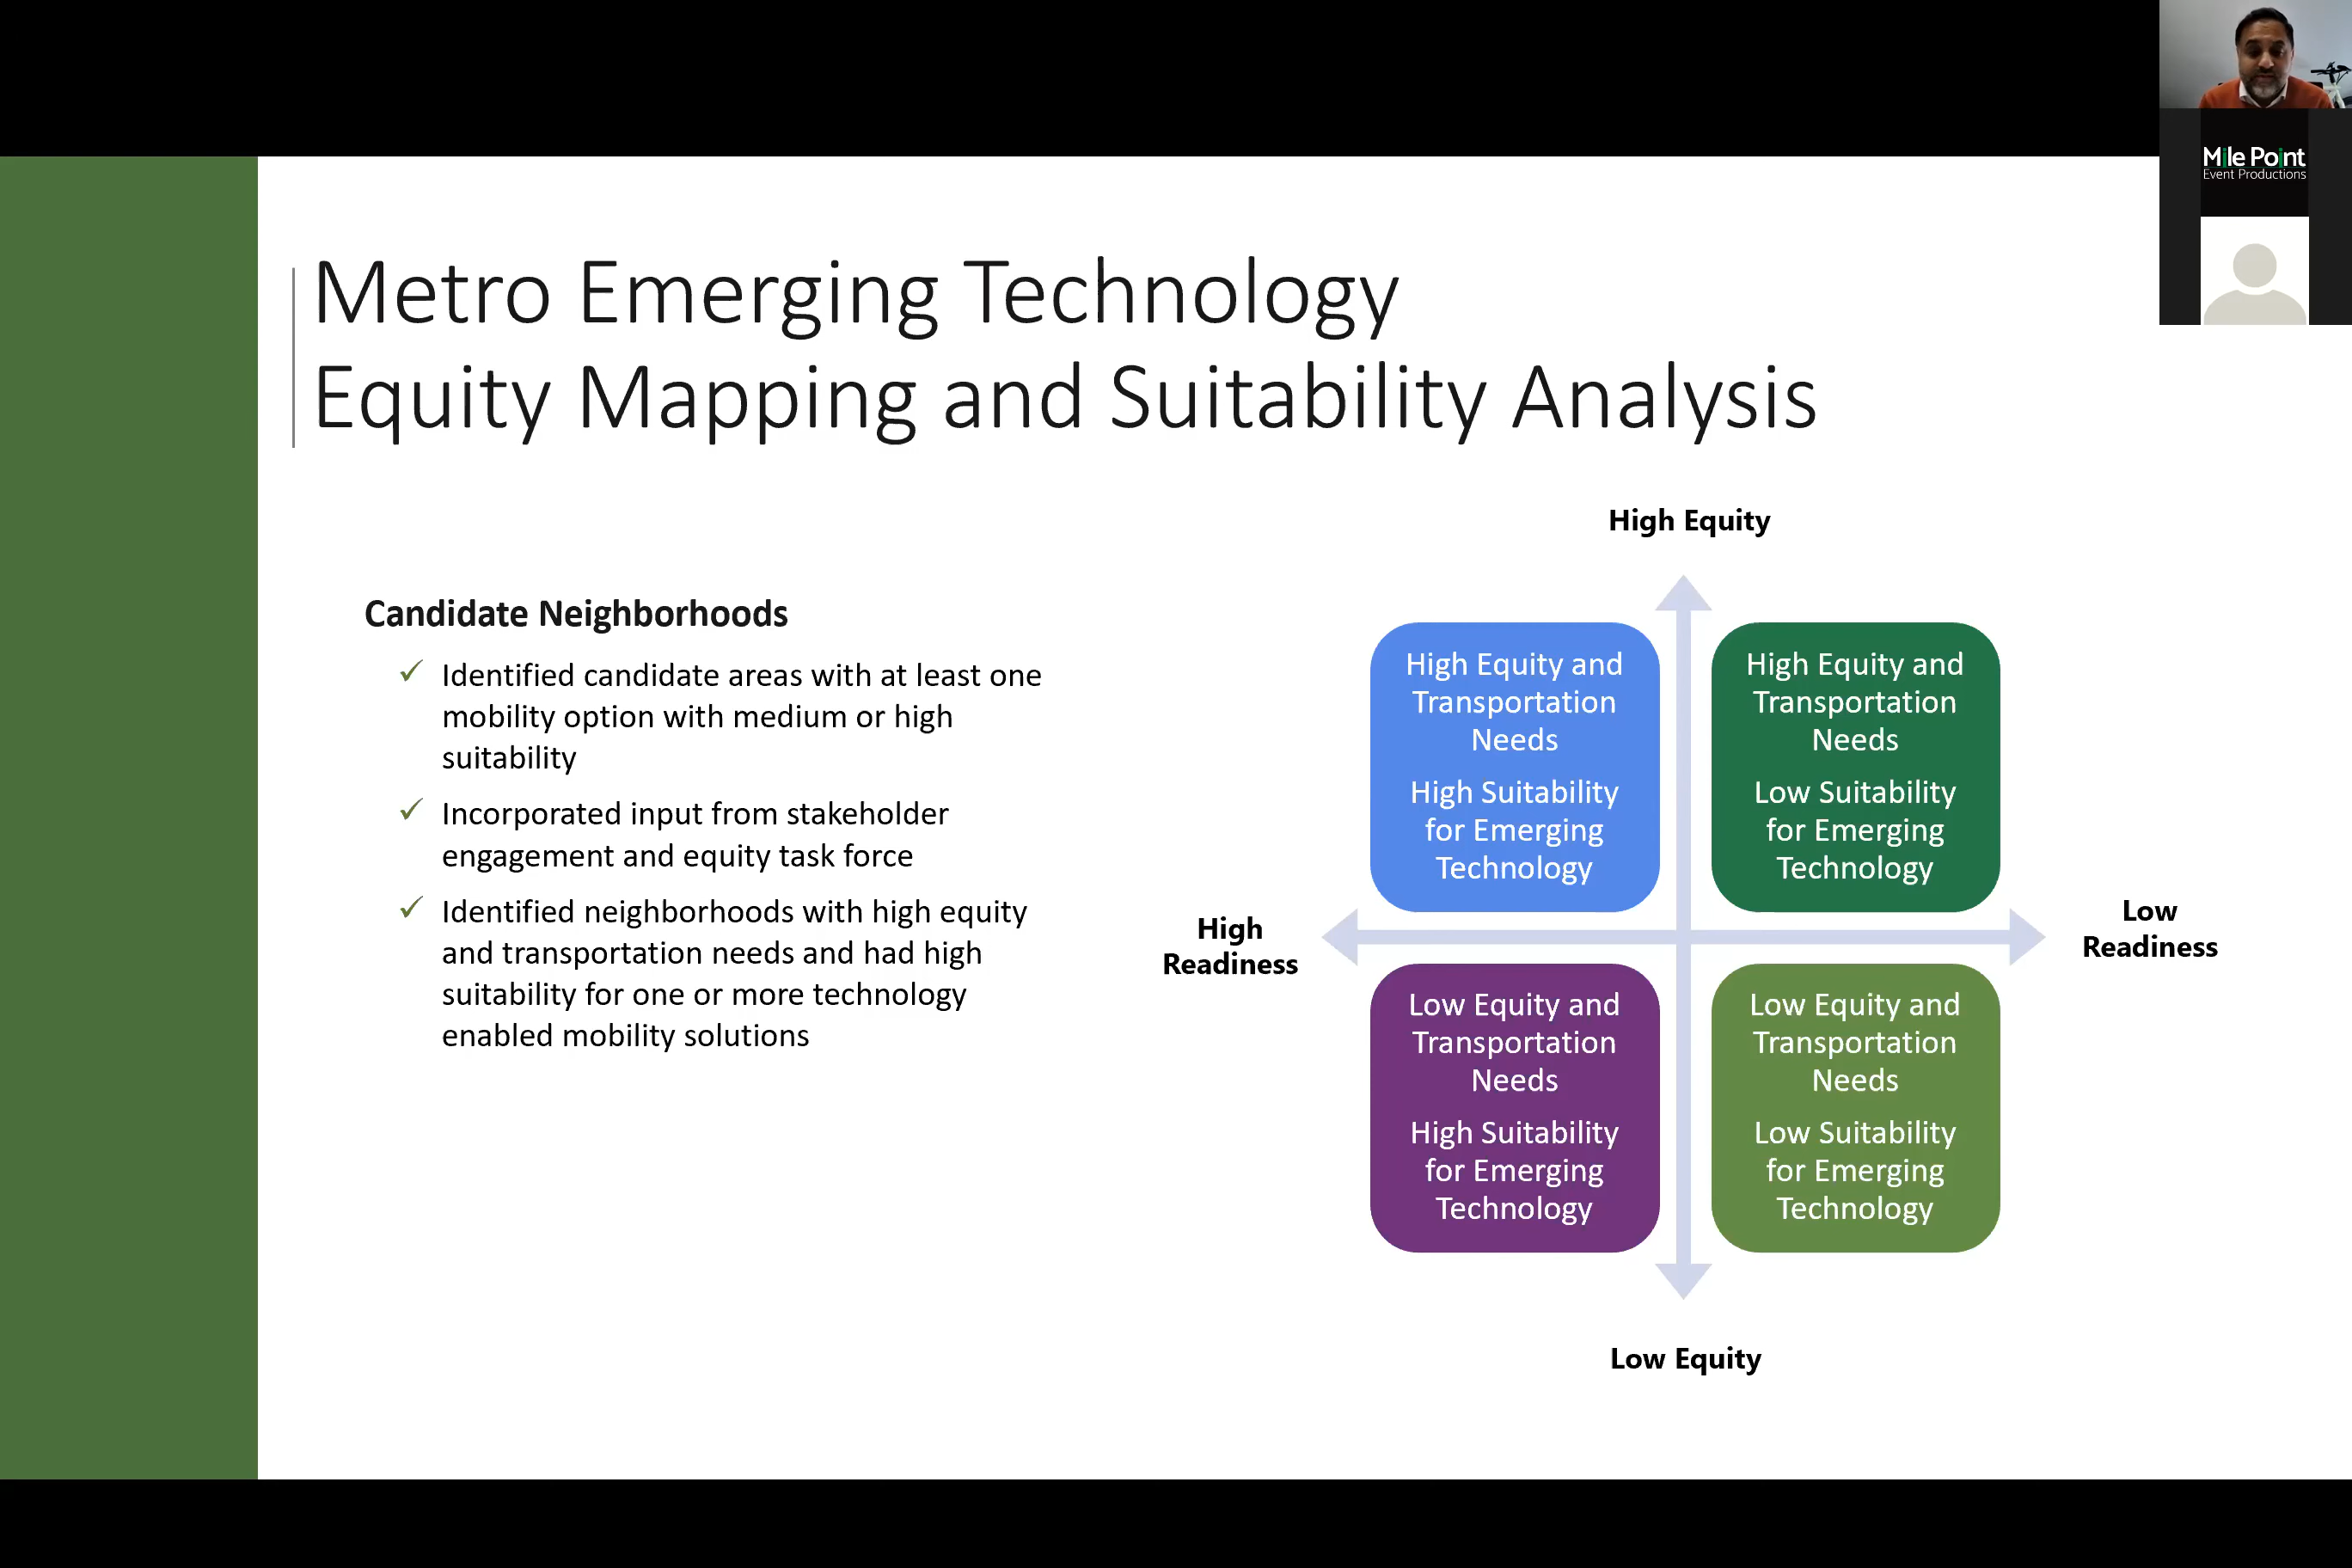 Mile Point
Event Productions
Metro Emerging Technology
Equity Mapping and Suitability Analysis
Candidate Neighborhoods
✓ Identified candidate areas with at least one
mobility option with medium or high
suitability
✓ Incorporated input from stakeholder
engagement and equity task force
✓ Identified neighborhoods with high equity
and transportation needs and had high
suitability for one or more technology
enabled mobility solutions
High Equity
High Equity and
Transportation
Needs
High Suitability
for Emerging
Technology
High Equity and
Transportation
Needs
Low Suitability
for Emerging
Technology
High
Readiness
Low
Readiness
Low Equity and
Transportation
Needs
High Suitability
for Emerging
Technology
Low Equity and
Transportation
Needs
Low Suitability
for Emerging
Technology
Low Equity